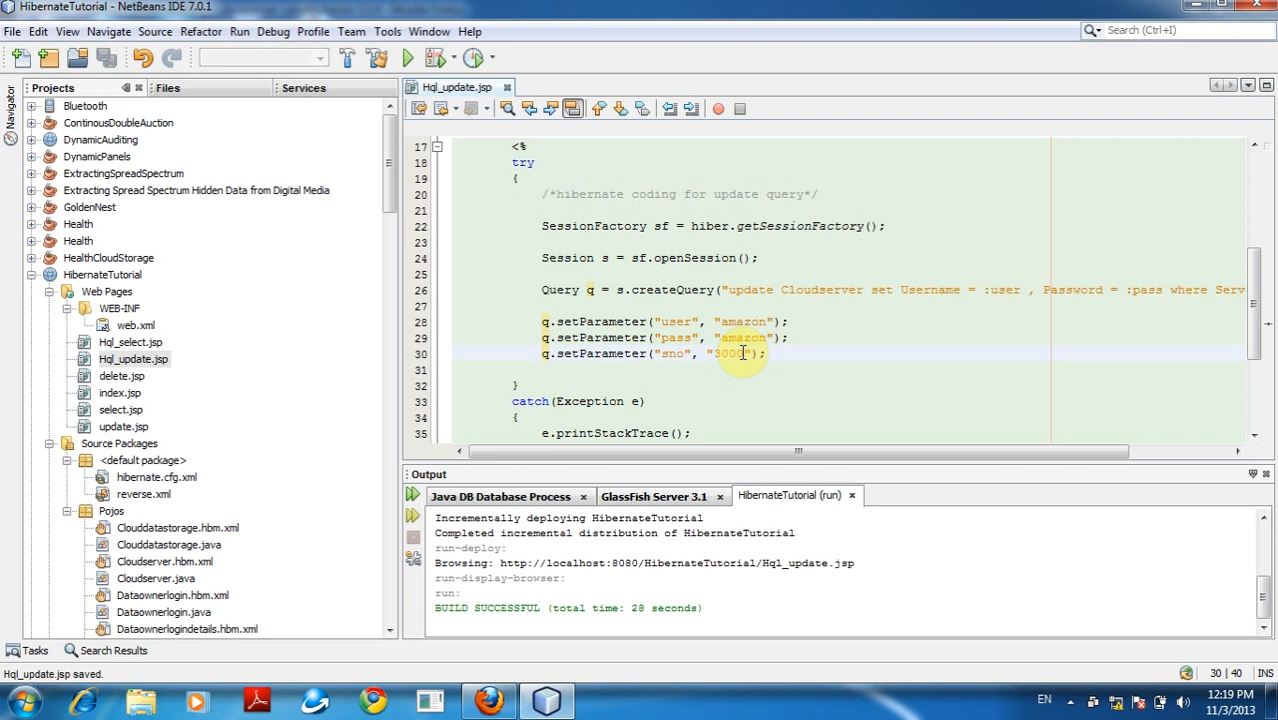 HibernateTutorial - NetBeans IDE 7.0.1
File Edit View Navigate Source Refactor Run Debug Profile Team Tools Window Help
Search (Ctrl+I)
Projects Files Services
Hql_update.jsp
Navigator
Bluetooth
ContinousDoubleAuction
DynamicAuditing
DynamicPanels
ExtractingSpreadSpectrum
Extracting Spread Spectrum Hidden Data from Digital Media
GoldenNest
Health
Health
HealthCloudStorage
HibernateTutorial
Web Pages
WEB-INF
web.xml
Hql_select.jsp
Hql_update.jsp
delete.jsp
index.jsp
select.jsp
update.jsp
Source Packages
<default package>
hibernate.cfg.xml
reverse.xml
Pojos
Clouddatastorage.hbm.xml
Clouddatastorage.java
Cloudserver.hbm.xml
Cloudserver.java
Dataownerlogin.hbm.xml
Dataownerlogin.java
Dataownerlogindetails.hbm.xml
17 <%
18 try
19 {
20 /*hibernate coding for update query*/
21
22 SessionFactory sf = hiber.getSessionFactory();
23
24 Session s = sf.openSession();
25
26 Query q = s.createQuery("update Cloudserver set Username = :user , Password = :pass where Serv
27
28 q.setParameter("user", "amazon");
29 q.setParameter("pass", "amazon");
30 q.setParameter("sno", "3000");
31
32 }
33 catch(Exception e)
34 {
35 e.printStackTrace();
Output
Java DB Database Process GlassFish Server 3.1 HibernateTutorial (run)
Incrementally deploying HibernateTutorial
Completed incremental distribution of HibernateTutorial
run-deploy:
Browsing: http://localhost:8080/HibernateTutorial/Hql_update.jsp
run-display-browser:
run:
BUILD SUCCESSFUL (total time: 28 seconds)
Tasks Search Results
Hql_update.jsp saved.
30 | 40 INS
EN
12:19 PM
11/3/2013